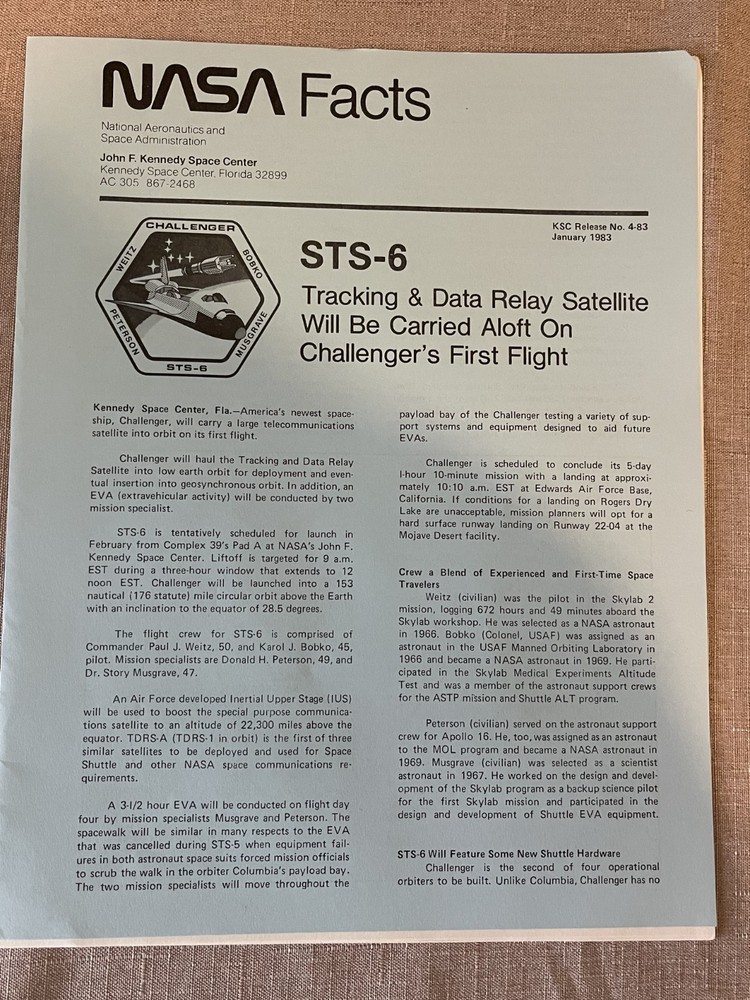 NASA Facts
National Aeronautics and
Space Administration
John F. Kennedy Space Center
Kennedy Space Center, Florida 32899
AC 305 867-2468
KSC Release No. 4-83
January 1983
CHALLENGER
WEITZ
BOBKO
PETERSON
MUSGRAVE
STS-6
STS-6
Tracking & Data Relay Satellite
Will Be Carried Aloft On
Challenger's First Flight
Kennedy Space Center, Fla.—America's newest space-
ship, Challenger, will carry a large telecommunications
satellite into orbit on its first flight.
Challenger will haul the Tracking and Data Relay
Satellite into low earth orbit for deployment and even-
tual insertion into geosynchronous orbit. In addition, an
EVA (extravehicular activity) will be conducted by two
mission specialist.
STS-6 is tentatively scheduled for launch in
February from Complex 39's Pad A at NASA's John F.
Kennedy Space Center. Liftoff is targeted for 9 a.m.
EST during a three-hour window that extends to 12
noon EST. Challenger will be launched into a 153
nautical (176 statute) mile circular orbit above the Earth
with an inclination to the equator of 28.5 degrees.
The flight crew for STS-6 is comprised of
Commander Paul J. Weitz, 50, and Karol J. Bobko, 45,
pilot. Mission specialists are Donald H. Peterson, 49, and
Dr. Story Musgrave, 47.
An Air Force developed Inertial Upper Stage (IUS)
will be used to boost the special purpose communica-
tions satellite to an altitude of 22,300 miles above the
equator. TDRS-A (TDRS-1 in orbit) is the first of three
similar satellites to be deployed and used for Space
Shuttle and other NASA space communications re-
quirements.
A 3-1/2 hour EVA will be conducted on flight day
four by mission specialists Musgrave and Peterson. The
spacewalk will be similar in many respects to the EVA
that was cancelled during STS-5 when equipment fail-
ures in both astronaut space suits forced mission officials
to scrub the walk in the orbiter Columbia's payload bay.
The two mission specialists will move throughout the
payload bay of the Challenger testing a variety of sup-
port systems and equipment designed to aid future
EVAs.
Challenger is scheduled to conclude its 5-day
l-hour 10-minute mission with a landing at approxi-
mately 10:10 a.m. EST at Edwards Air Force Base,
California. If conditions for a landing on Rogers Dry
Lake are unacceptable, mission planners will opt for a
hard surface runway landing on Runway 22-04 at the
Mojave Desert facility.
Crew a Blend of Experienced and First-Time Space
Travelers
Weitz (civilian) was the pilot in the Skylab 2
mission, logging 672 hours and 49 minutes aboard the
Skylab workshop. He was selected as a NASA astronaut
in 1966. Bobko (Colonel, USAF) was assigned as an
astronaut in the USAF Manned Orbiting Laboratory in
1966 and became a NASA astronaut in 1969. He parti-
cipated in the Skylab Medical Experiments Altitude
Test and was a member of the astronaut support crews
for the ASTP mission and Shuttle ALT program.
Peterson (civilian) served on the astronaut support
crew for Apollo 16. He, too, was assigned as an astronaut
to the MOL program and became a NASA astronaut in
1969. Musgrave (civilian) was selected as a scientist
astronaut in 1967. He worked on the design and devel-
opment of the Skylab program as a backup science pilot
for the first Skylab mission and participated in the
design and development of Shuttle EVA equipment.
STS-6 Will Feature Some New Shuttle Hardware
Challenger is the second of four operational
orbiters to be built. Unlike Columbia, Challenger has no